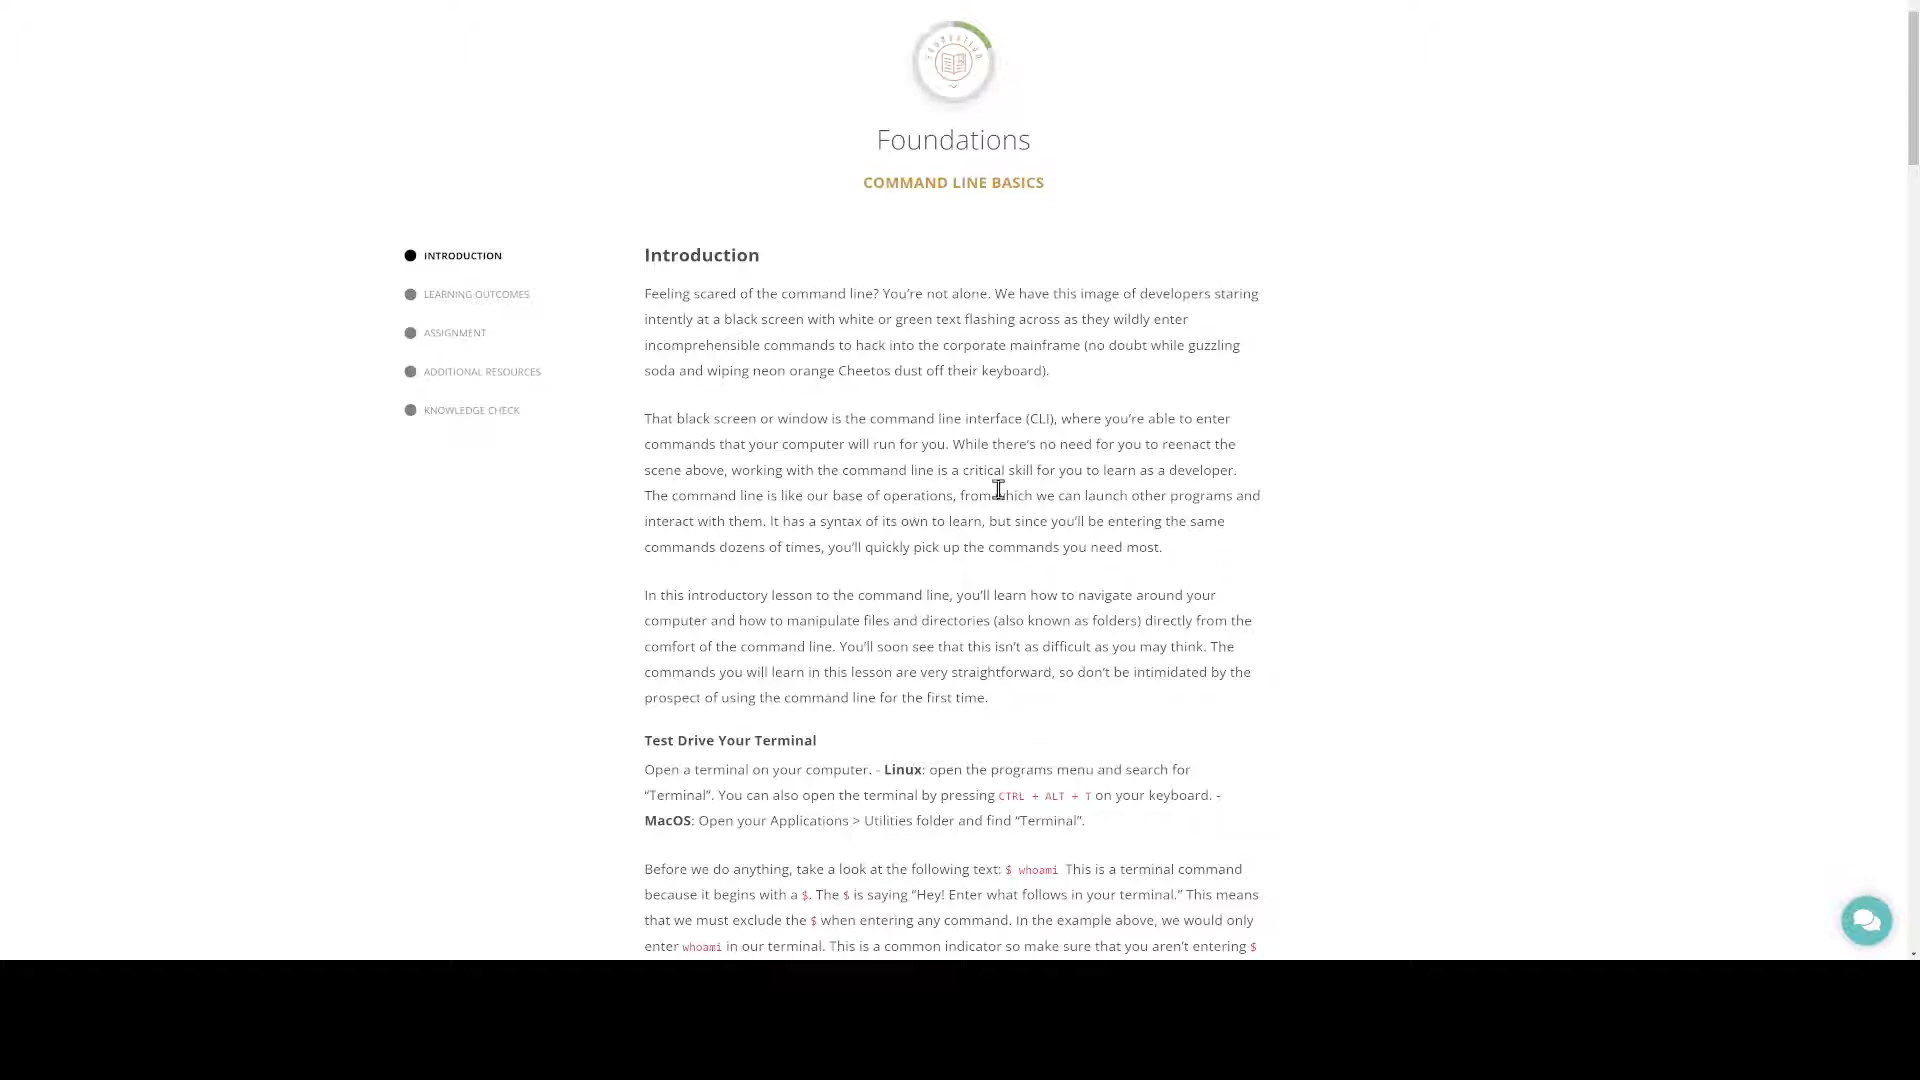 FOUNDATION
Foundations
COMMAND LINE BASICS
INTRODUCTION
LEARNING OUTCOMES
ASSIGNMENT
ADDITIONAL RESOURCES
KNOWLEDGE CHECK
Introduction
Feeling scared of the command line? You’re not alone. We have this image of developers staring
intently at a black screen with white or green text flashing across as they wildly enter
incomprehensible commands to hack into the corporate mainframe (no doubt while guzzling
soda and wiping neon orange Cheetos dust off their keyboard).
That black screen or window is the command line interface (CLI), where you’re able to enter
commands that your computer will run for you. While there’s no need for you to reenact the
scene above, working with the command line is a critical skill for you to learn as a developer.
The command line is like our base of operations, from which we can launch other programs and
interact with them. It has a syntax of its own to learn, but since you’ll be entering the same
commands dozens of times, you’ll quickly pick up the commands you need most.
In this introductory lesson to the command line, you’ll learn how to navigate around your
computer and how to manipulate files and directories (also known as folders) directly from the
comfort of the command line. You’ll soon see that this isn’t as difficult as you may think. The
commands you will learn in this lesson are very straightforward, so don’t be intimidated by the
prospect of using the command line for the first time.
Test Drive Your Terminal
Open a terminal on your computer. - Linux: open the programs menu and search for
“Terminal”. You can also open the terminal by pressing CTRL + ALT + T on your keyboard. -
MacOS: Open your Applications > Utilities folder and find “Terminal”.
Before we do anything, take a look at the following text: $ whoami This is a terminal command
because it begins with a $. The $ is saying “Hey! Enter what follows in your terminal.” This means
that we must exclude the $ when entering any command. In the example above, we would only
enter whoami in our terminal. This is a common indicator so make sure that you aren’t entering $